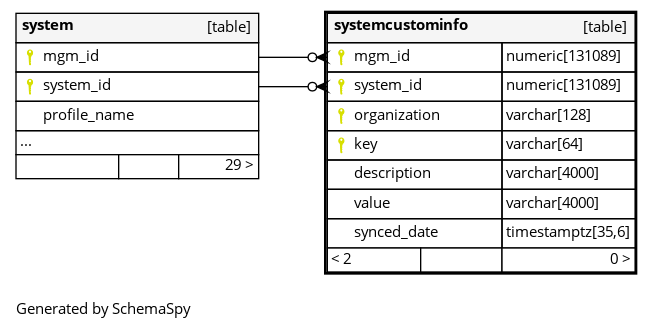 system [table]
mgm_id
system_id
profile_name
...
29 >
systemcustominfo [table]
mgm_id numeric[131089]
system_id numeric[131089]
organization varchar[128]
key varchar[64]
description varchar[4000]
value varchar[4000]
synced_date timestamptz[35,6]
< 2 0 >
Generated by SchemaSpy